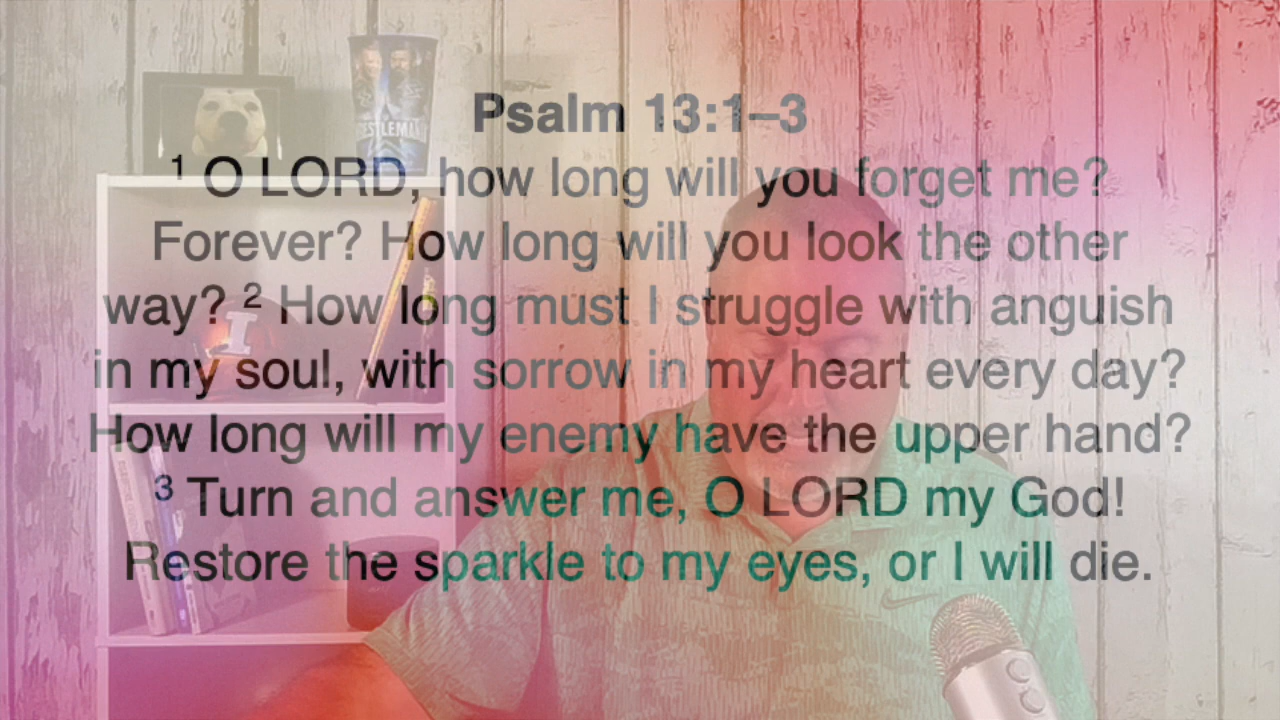 ESTLEMAN
Psalm 13:1–3
¹ O LORD, how long will you forget me?
Forever? How long will you look the other
way? ² How long must I struggle with anguish
in my soul, with sorrow in my heart every day?
How long will my enemy have the upper hand?
³ Turn and answer me, O LORD my God!
Restore the sparkle to my eyes, or I will die.
I